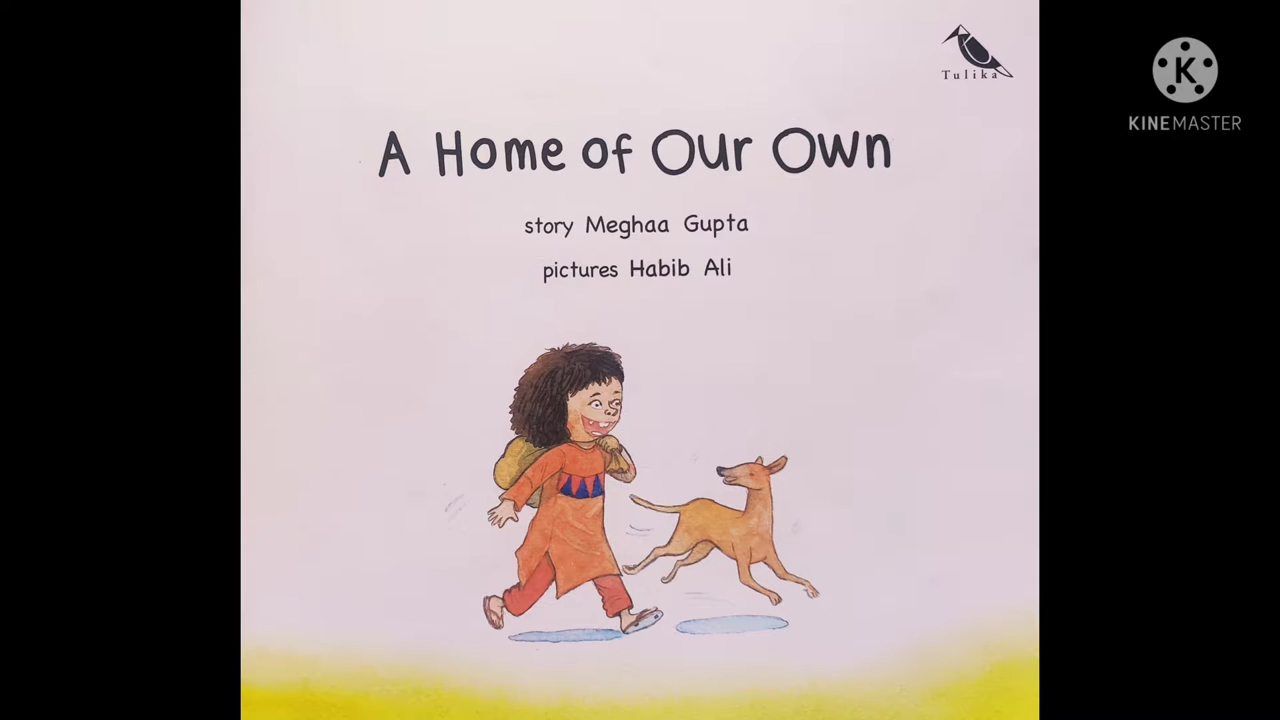 Tulika
KINEMASTER
A Home of Our Own
story Meghaa Gupta
pictures Habib Ali